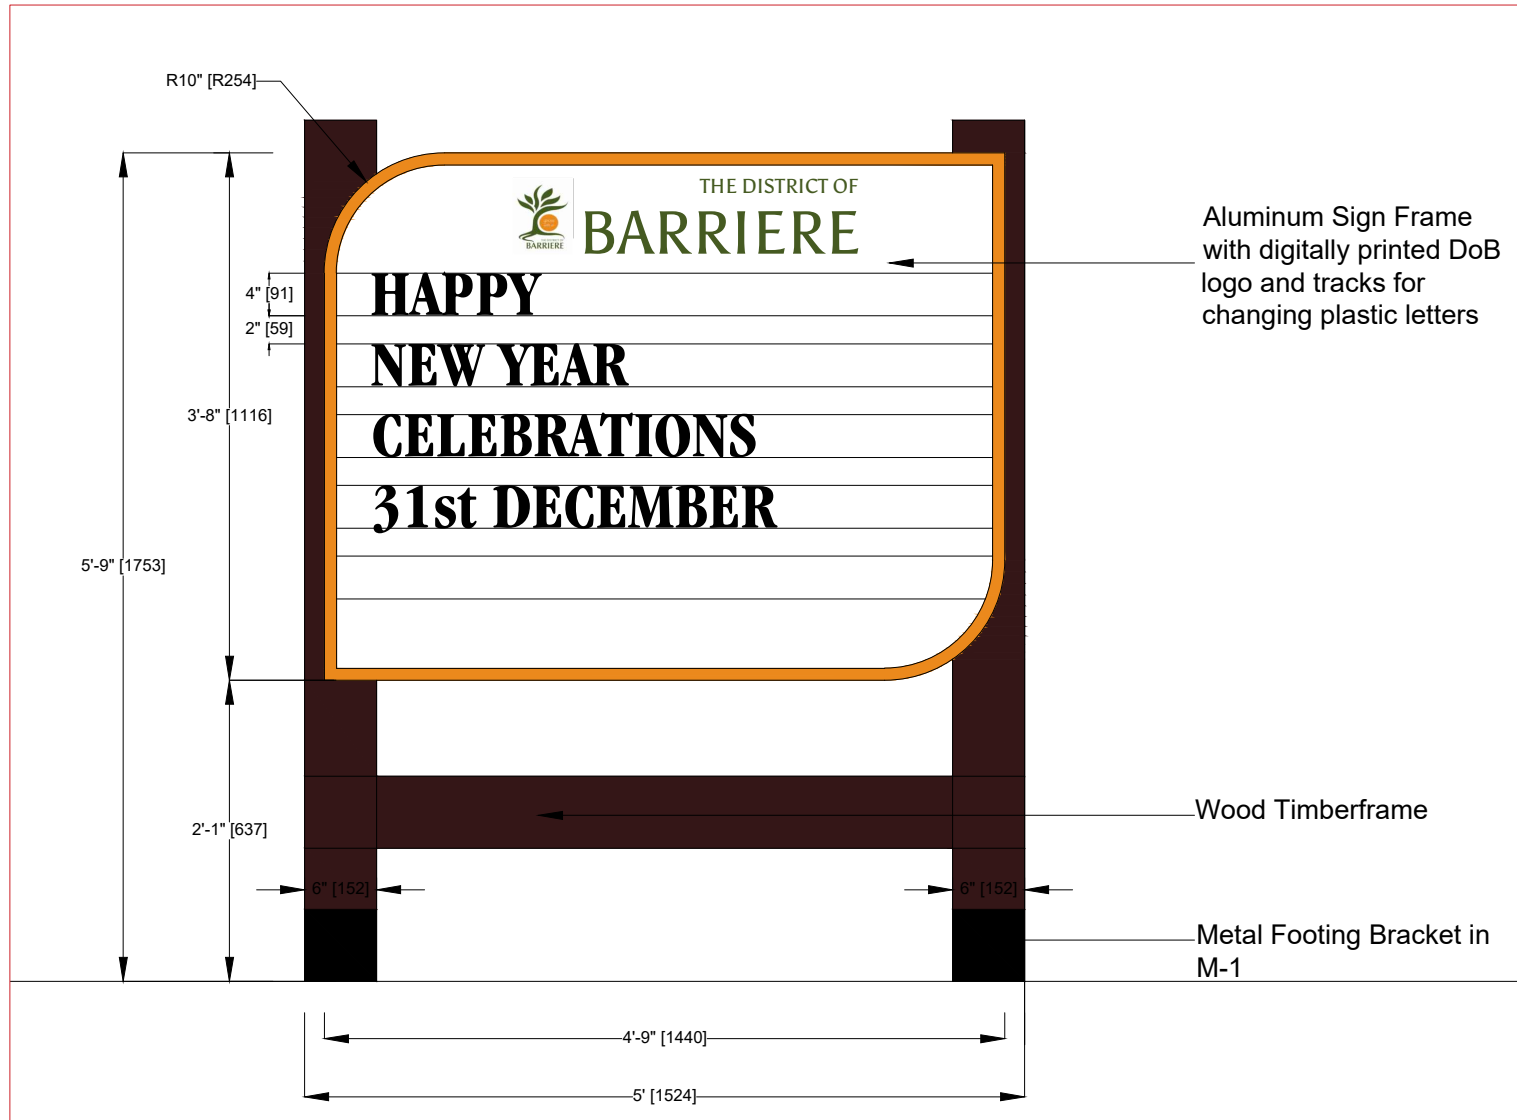 R10" [R254]
THE DISTRICT OF
BARRIERE
BARRIERE
Aluminum Sign Frame
with digitally printed DoB
logo and tracks for
changing plastic letters
4" [91]
HAPPY
2" [59]
NEW YEAR
3'-8" [1116]
CELEBRATIONS
31st DECEMBER
5'-9" [1753]
2'-1" [637]
Wood Timberframe
6" [152]
6" [152]
Metal Footing Bracket in
M-1
4'-9" [1440]
5' [1524]